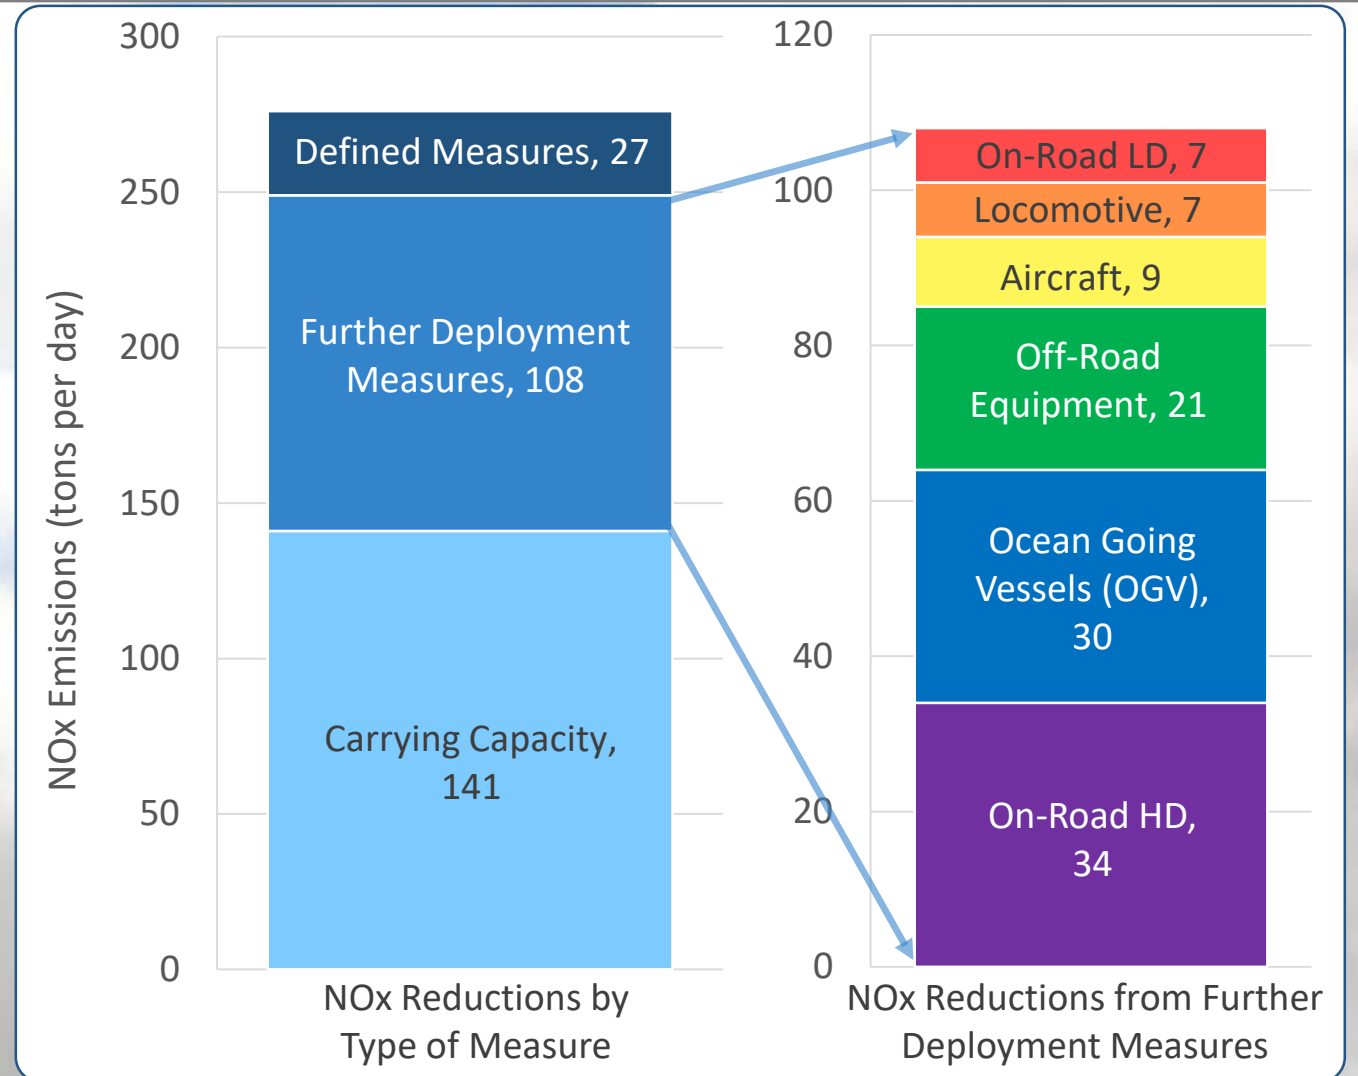 NOx Emissions (tons per day)
300
250
200
150
100
50
0
Defined Measures, 27
Further Deployment
Measures, 108
Carrying Capacity,
141
NOx Reductions by
Type of Measure
120
100
80
60
40
20
0
On-Road LD, 7
Locomotive, 7
Aircraft, 9
Off-Road
Equipment, 21
Ocean Going
Vessels (OGV),
30
On-Road HD,
34
NOx Reductions from Further
Deployment Measures